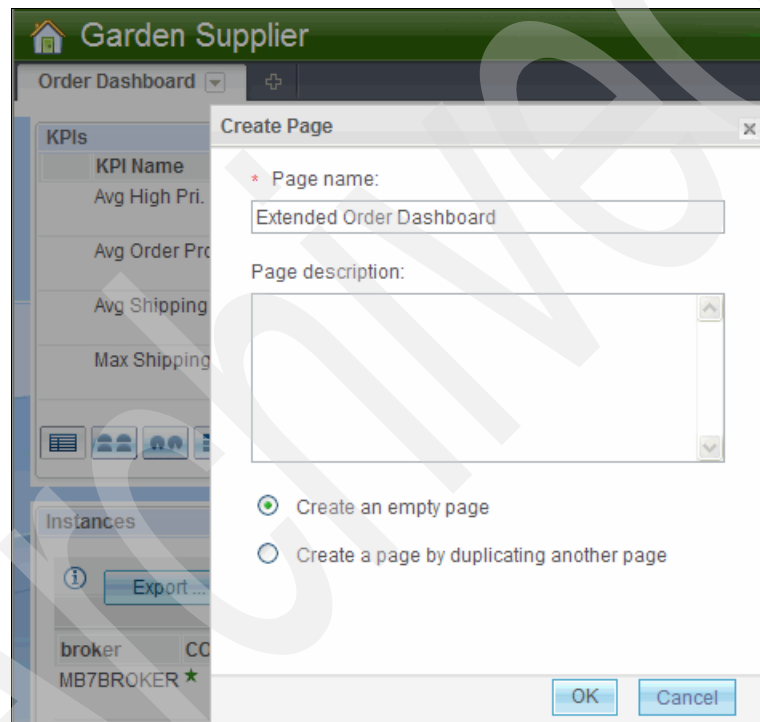 Garden Supplier
Order Dashboard
KPIs
KPI Name
Avg High Pri.
Avg Order Pro
Avg Shipping
Max Shipping
Instances
Export ...
broker CO
MB7BROKER
Create Page
* Page name:
Extended Order Dashboard
Page description:
Create an empty page
Create a page by duplicating another page
OK Cancel